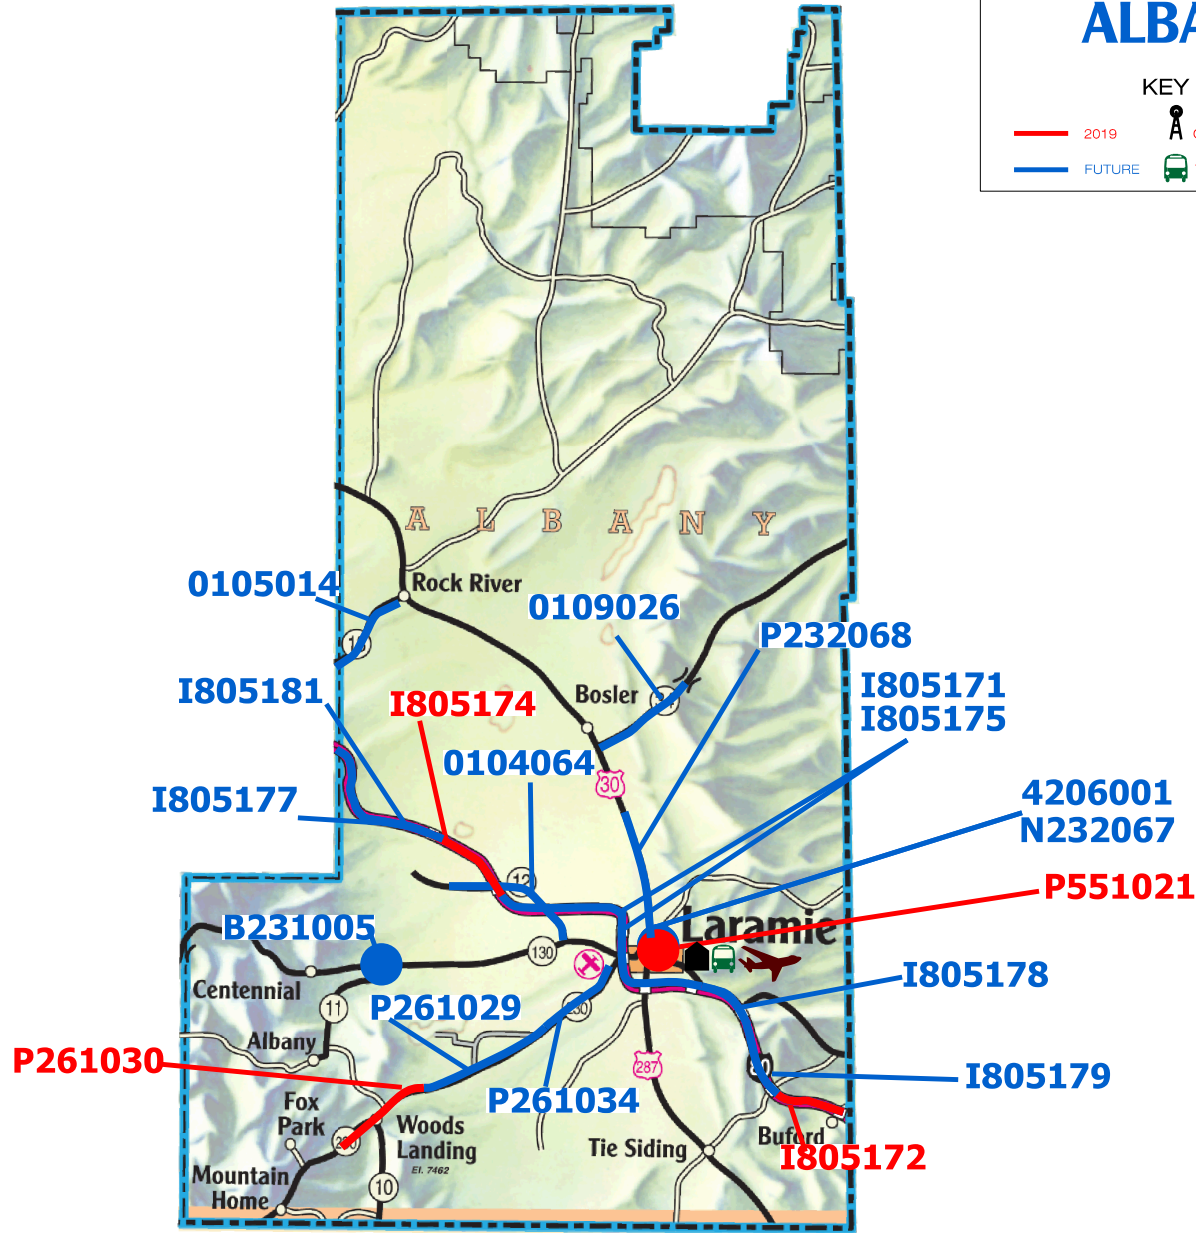 ALBA
KEY
2019
FUTURE
A L B A N Y
0105014
Rock River
0109026
P232068
I805181
I805174
Bosler
I805171
I805175
0104064
30
I805177
4206001
N232067
12
P551021
B231005
Laramie
130
Centennial
I805178
11
P261029
Albany
P261030
287
I805179
P261034
Fox
Park
Woods
Landing
El. 7462
Tie Siding
Buford
I805172
Mountain
Home
10